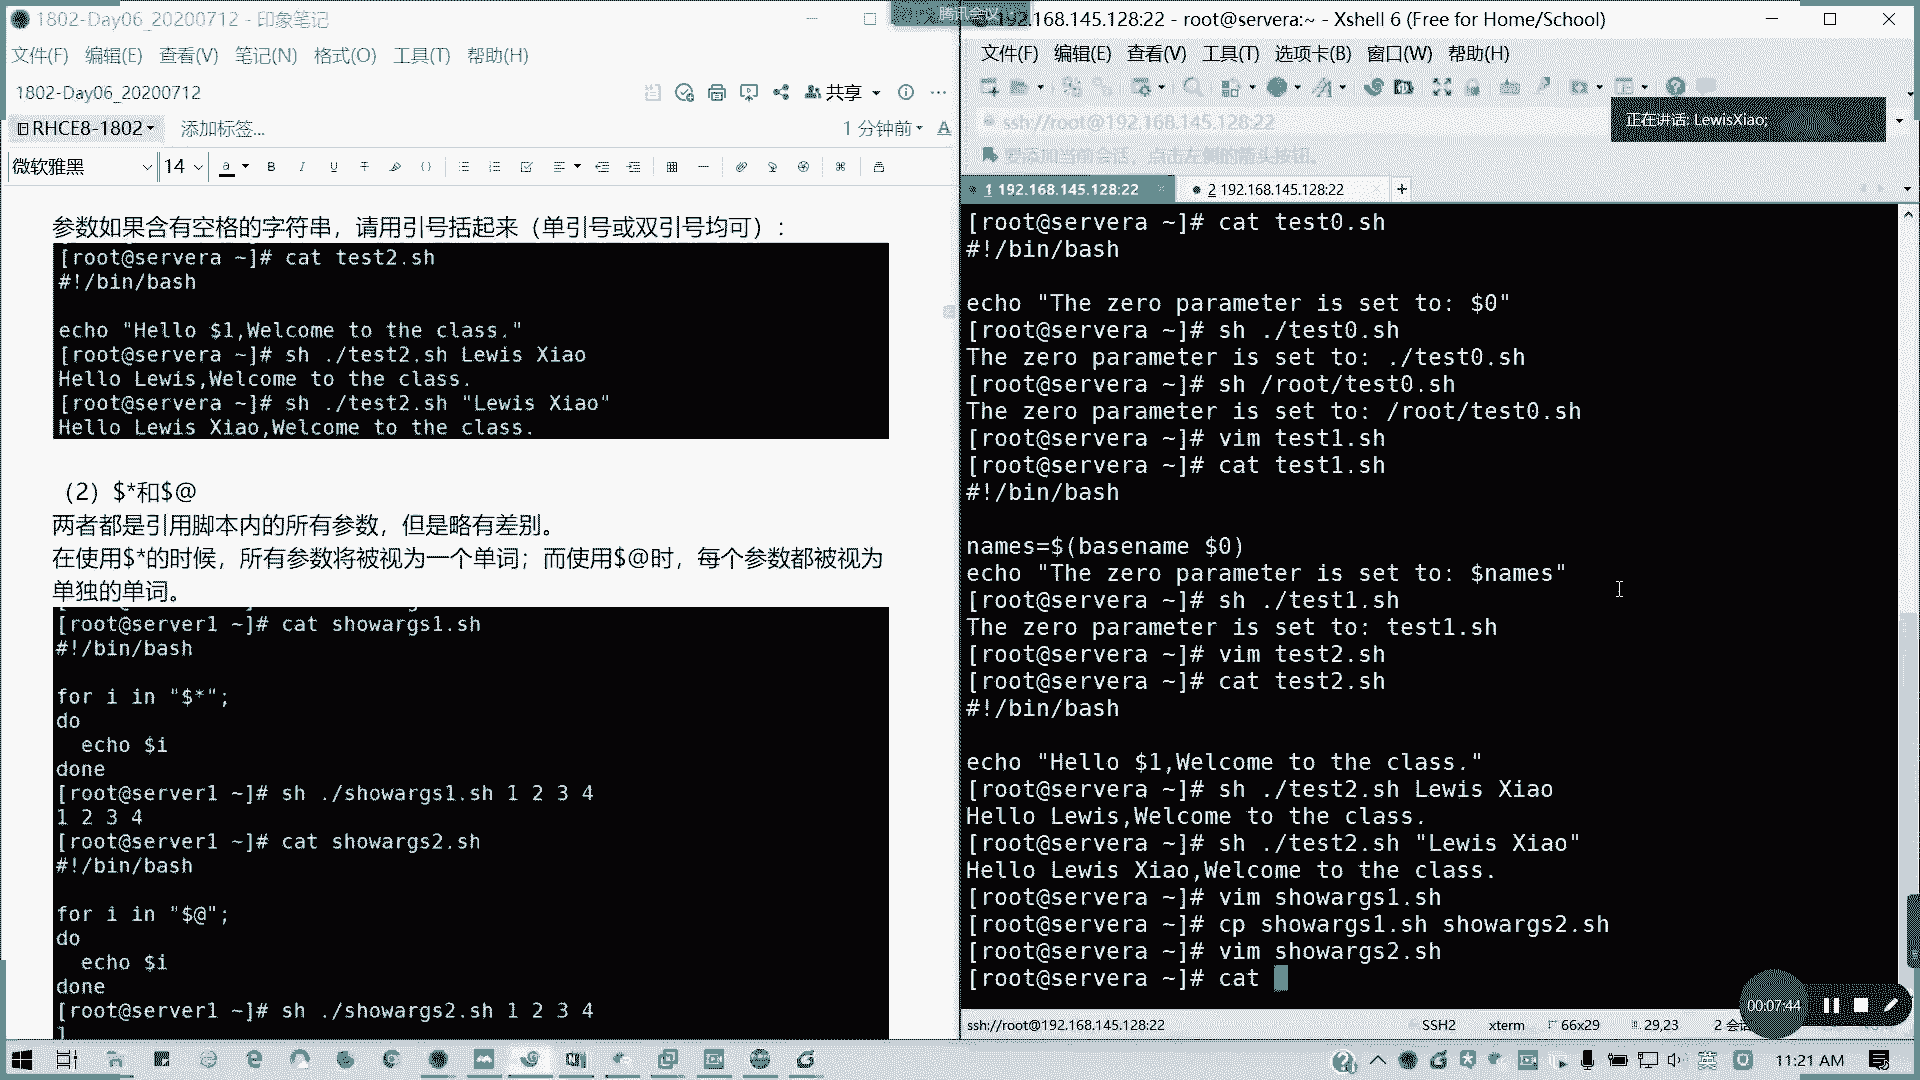 1802-Day06_20200712 - 印象笔记
文件(F) 编辑(E) 查看(V) 笔记(N) 格式(O) 工具(T) 帮助(H)
1802-Day06_20200712
共享
RHCE8-1802
添加标签...
1 分钟前
微软雅黑
14
参数如果含有空格的字符串，请用引号括起来（单引号或双引号均可）：
[root@servera ~]# cat test2.sh
#!/bin/bash
echo "Hello $1,Welcome to the class."
[root@servera ~]# sh ./test2.sh Lewis Xiao
Hello Lewis,Welcome to the class.
[root@servera ~]# sh ./test2.sh "Lewis Xiao"
Hello Lewis Xiao,Welcome to the class.
（2）$*和$@
两者都是引用脚本内的所有参数，但是略有差别。
在使用$*的时候，所有参数将被视为一个单词；而使用$@时，每个参数都被视为
单独的单词。
[root@server1 ~]# cat showargs1.sh
#!/bin/bash
for i in "$*";
do
echo $i
done
[root@server1 ~]# sh ./showargs1.sh 1 2 3 4
1 2 3 4
[root@server1 ~]# cat showargs2.sh
#!/bin/bash
for i in "$@";
do
echo $i
done
[root@server1 ~]# sh ./showargs2.sh 1 2 3 4
1
腾讯会议
192.168.145.128:22 - root@servera:~ - Xshell 6 (Free for Home/School)
文件(F) 编辑(E) 查看(V) 工具(T) 选项卡(B) 窗口(W) 帮助(H)
ssh://root@192.168.145.128:22
正在讲话: LewisXiao;
要添加当前会话，点击左侧的箭头按钮。
1 192.168.145.128:22
2 192.168.145.128:22
[root@servera ~]# cat test0.sh
#!/bin/bash
echo "The zero parameter is set to: $0"
[root@servera ~]# sh ./test0.sh
The zero parameter is set to: ./test0.sh
[root@servera ~]# sh /root/test0.sh
The zero parameter is set to: /root/test0.sh
[root@servera ~]# vim test1.sh
[root@servera ~]# cat test1.sh
#!/bin/bash
names=$(basename $0)
echo "The zero parameter is set to: $names"
[root@servera ~]# sh ./test1.sh
The zero parameter is set to: test1.sh
[root@servera ~]# vim test2.sh
[root@servera ~]# cat test2.sh
#!/bin/bash
echo "Hello $1,Welcome to the class."
[root@servera ~]# sh ./test2.sh Lewis Xiao
Hello Lewis,Welcome to the class.
[root@servera ~]# sh ./test2.sh "Lewis Xiao"
Hello Lewis Xiao,Welcome to the class.
[root@servera ~]# vim showargs1.sh
[root@servera ~]# cp showargs1.sh showargs2.sh
[root@servera ~]# vim showargs2.sh
[root@servera ~]# cat
00:07:44
ssh://root@192.168.145.128:22
SSH2
xterm
66x29
29,23
2 会
英
11:21 AM